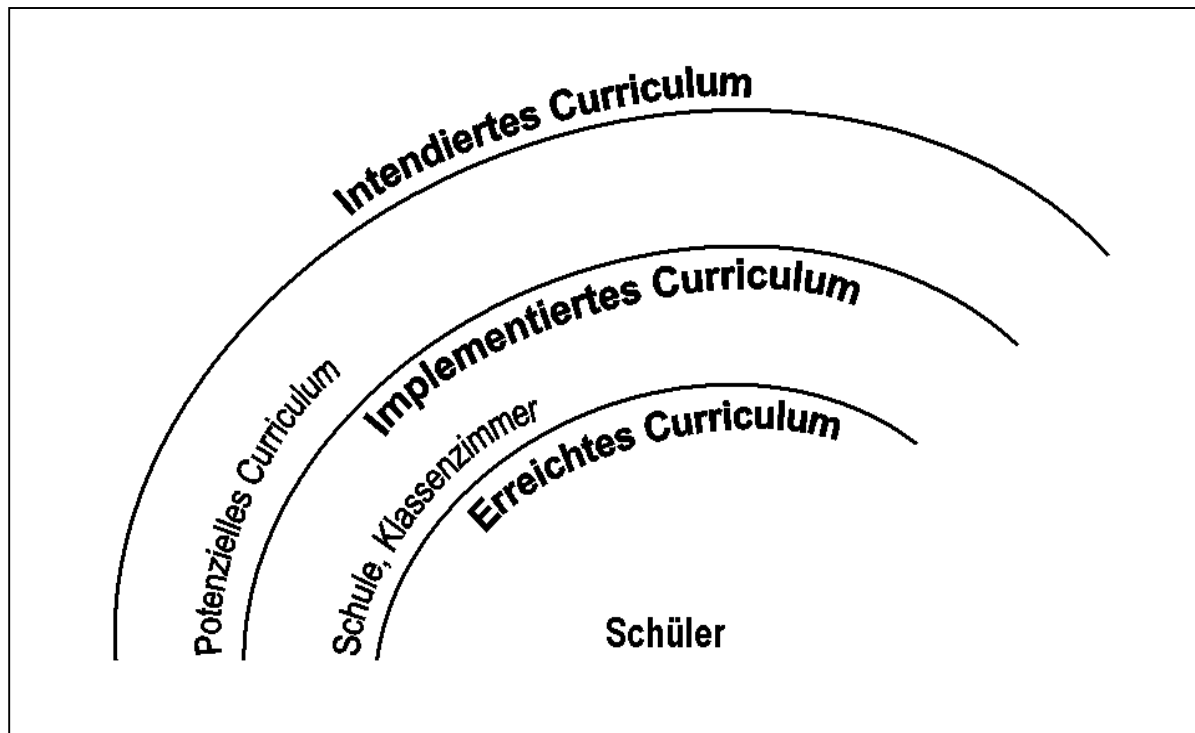 Intendiertes Curriculum
Potenzielles Curriculum
Implementiertes Curriculum
Schule, Klassenzimmer
Erreichtes Curriculum
Schüler